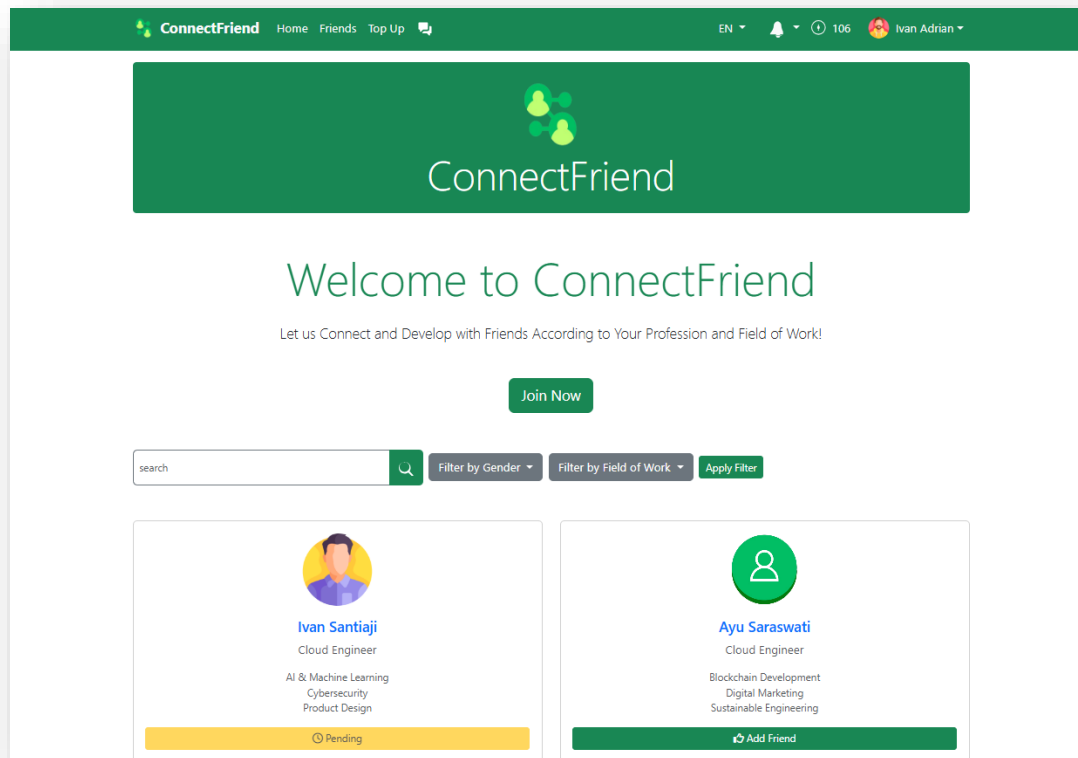 ConnectFriend Home Friends Top Up EN 106 Ivan Adrian
ConnectFriend
Welcome to ConnectFriend
Let us Connect and Develop with Friends According to Your Profession and Field of Work!
Join Now
search Filter by Gender Filter by Field of Work Apply Filter
Ivan Santiaji
Cloud Engineer
AI & Machine Learning
Cybersecurity
Product Design
Pending
Ayu Saraswati
Cloud Engineer
Blockchain Development
Digital Marketing
Sustainable Engineering
Add Friend